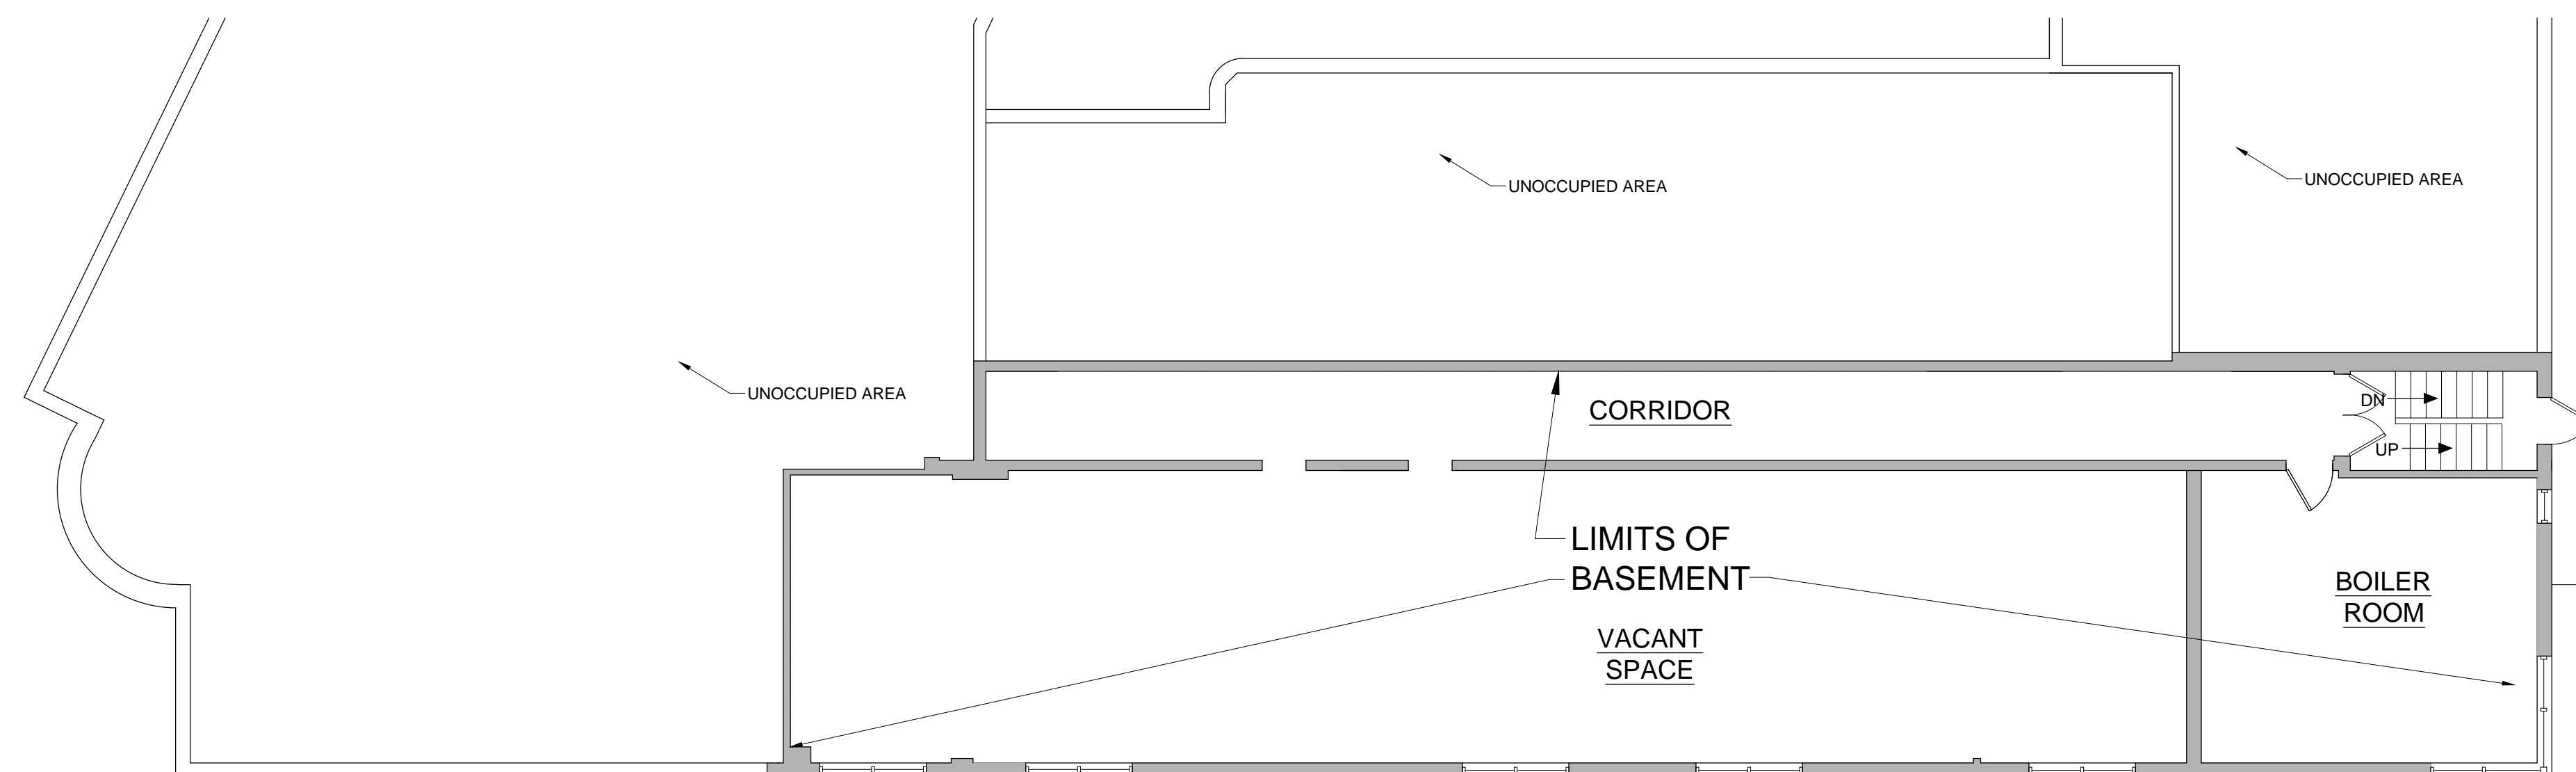 UNOCCUPIED AREA
UNOCCUPIED AREA
UNOCCUPIED AREA
CORRIDOR
DN
UP
LIMITS OF
BASEMENT
VACANT
SPACE
BOILER
ROOM